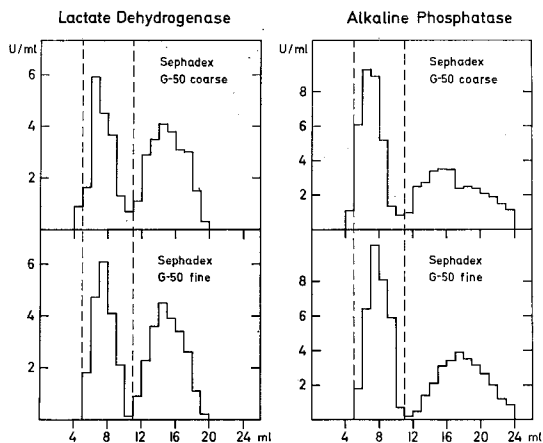 Lactate Dehydrogenase
Alkaline Phosphatase
U/ml
Sephadex
G-50 coarse
6
4
2
U/ml
Sephadex
G-50 coarse
8
6
4
2
Sephadex
G-50 fine
6
4
2
4 8 12 16 20 24 ml
Sephadex
G-50 fine
8
6
4
2
4 8 12 16 20 24 ml